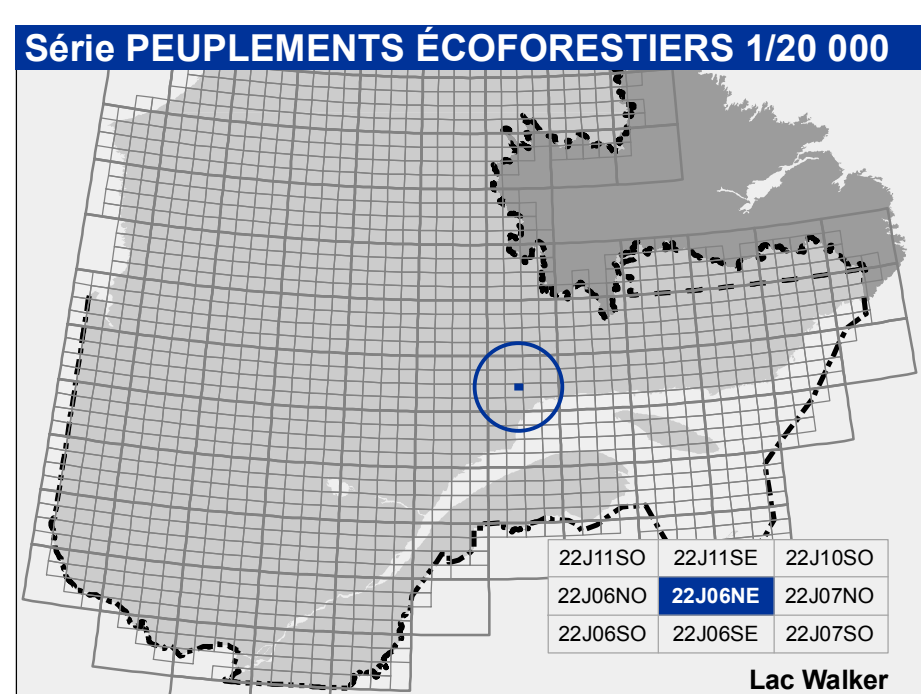 Série PEUPLEMENTS ÉCOFORESTIERS 1/20 000
22J11SO 22J11SE 22J10SO
22J06NO 22J06NE 22J07NO
22J06SO 22J06SE 22J07SO
Lac Walker